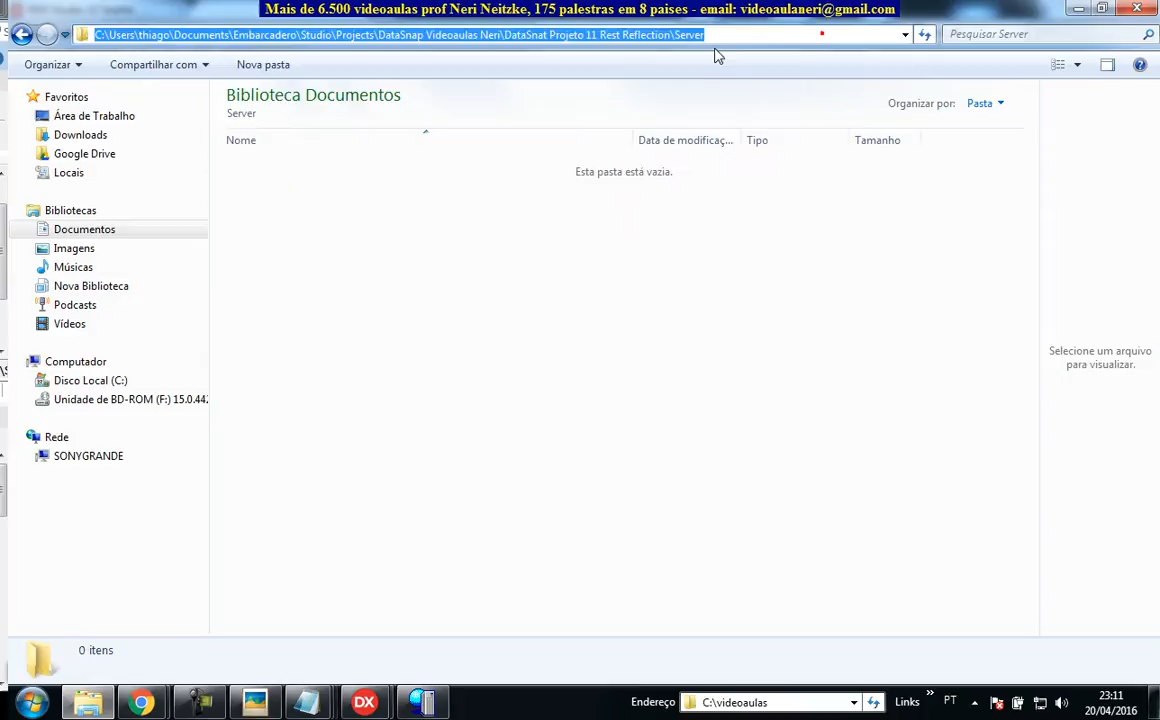 Mais de 6.500 videoaulas prof Neri Neitzke, 175 palestras em 8 paises - email: videoaulaneri@gmail.com
C:\Users\thiago\Documents\Embarcadero\Studio\Projects\DataSnap Videoaulas Neri\DataSnat Projeto 11 Rest Reflection\Server
Pesquisar Server
Organizar
Compartilhar com
Nova pasta
Favoritos
Área de Trabalho
Downloads
Google Drive
Locais
Bibliotecas
Documentos
Imagens
Músicas
Nova Biblioteca
Podcasts
Vídeos
Computador
Disco Local (C:)
Unidade de BD-ROM (F:) 15.0.442
Rede
SONYGRANDE
Biblioteca Documentos
Server
Organizar por: Pasta
Nome
Data de modificaç...
Tipo
Tamanho
Esta pasta está vazia.
Selecione um arquivo
para visualizar.
0 itens
DX
Endereço
C:\videoaulas
Links
»
PT
23:11
20/04/2016